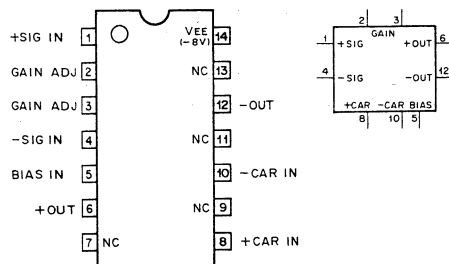 +SIG IN 1 14 VEE
(-8V)
GAIN ADJ 2 NC 13
GAIN ADJ 3 12 -OUT
-SIG IN 4 NC 11
BIAS IN 5 10 -CAR IN
+OUT 6 NC 9
7 NC 8 +CAR IN
2 3
GAIN
1 +SIG +OUT 6
4 -SIG -OUT 12
+CAR -CAR BIAS
8 10 5